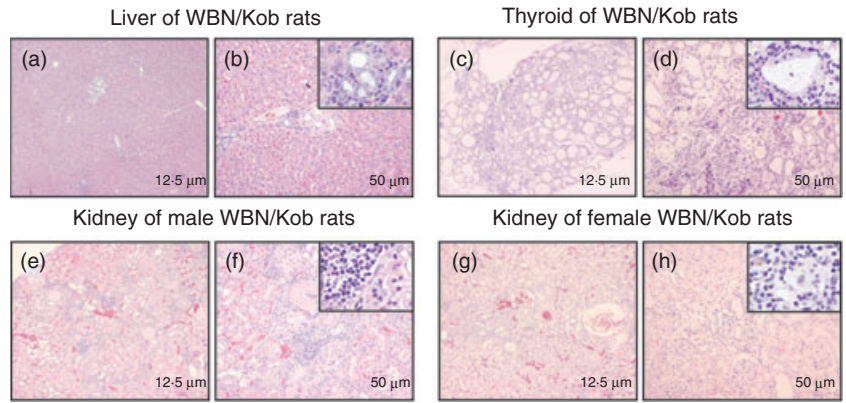 Liver of WBN/Kob rats
Thyroid of WBN/Kob rats
(a)
(b)
(c)
(d)
12·5 μm
50 μm
12·5 μm
50 μm
Kidney of male WBN/Kob rats
Kidney of female WBN/Kob rats
(e)
(f)
(g)
(h)
12·5 μm
50 μm
12·5 μm
50 μm